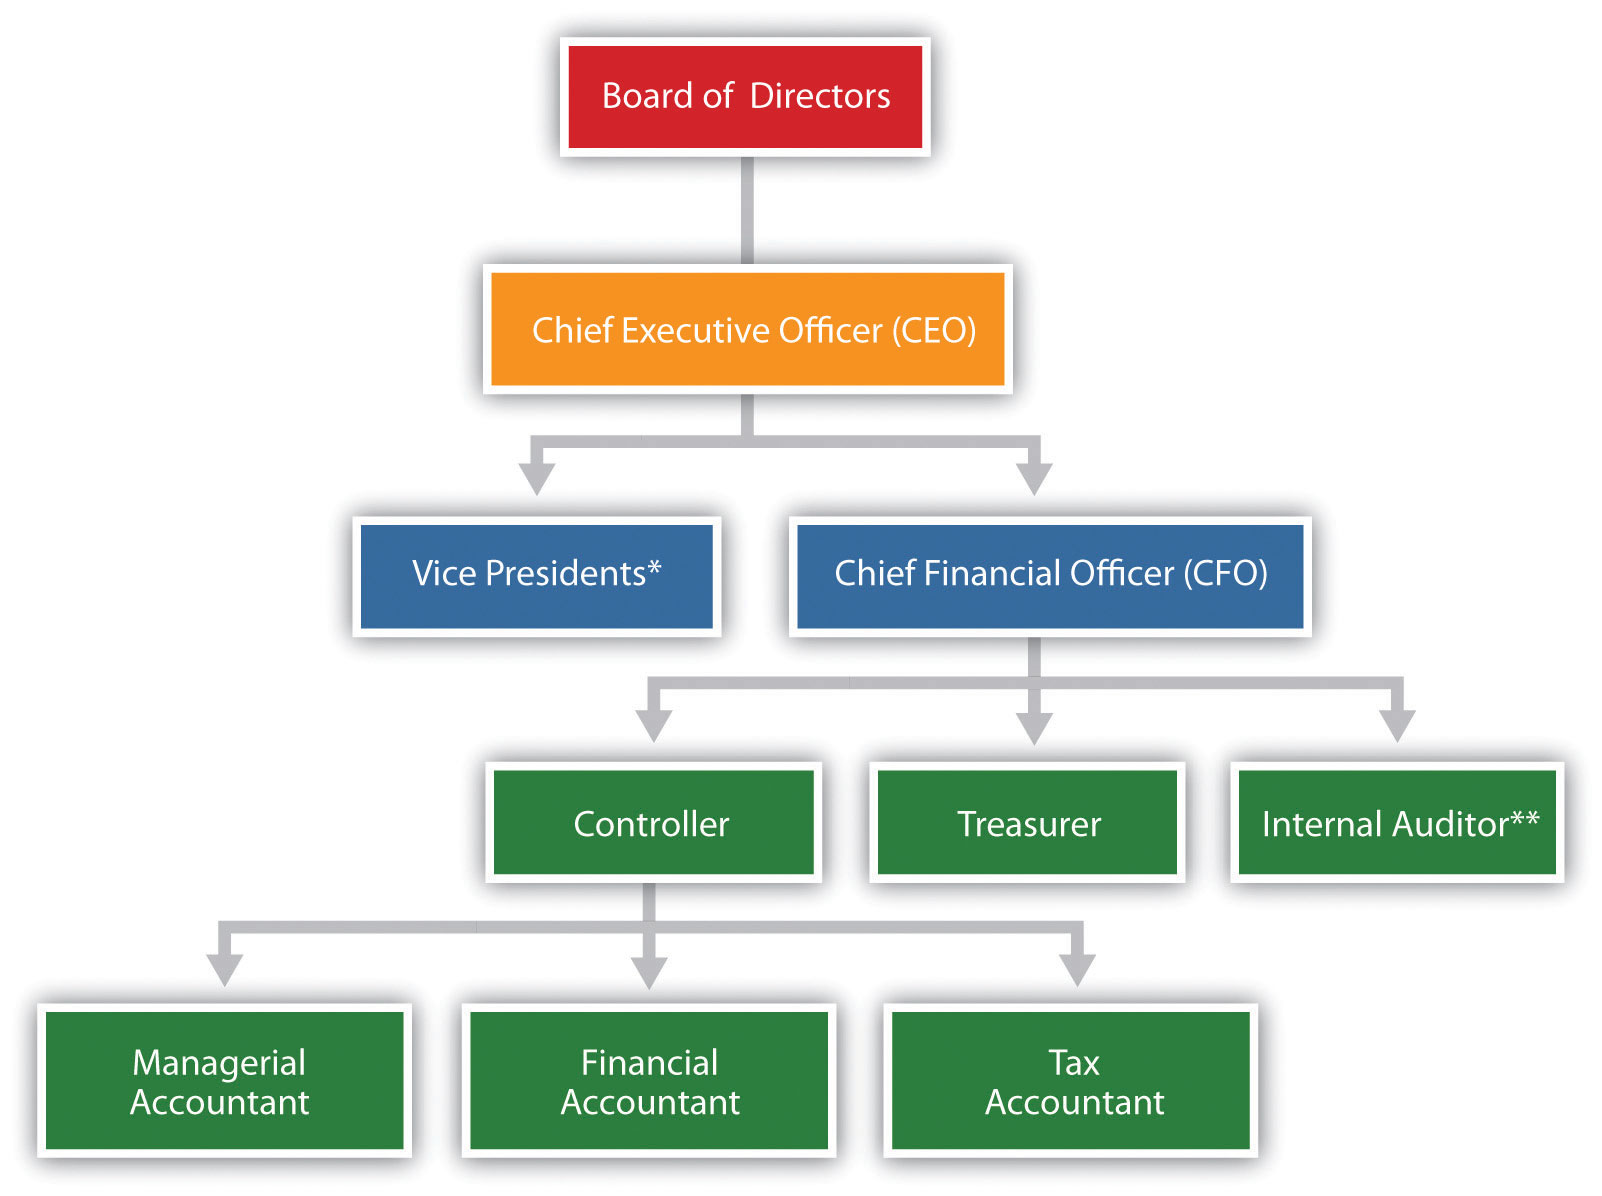 Board of Directors
Chief Executive Officer (CEO)
Vice Presidents*
Chief Financial Officer (CFO)
Controller
Treasurer
Internal Auditor**
Managerial
Accountant
Financial
Accountant
Tax
Accountant